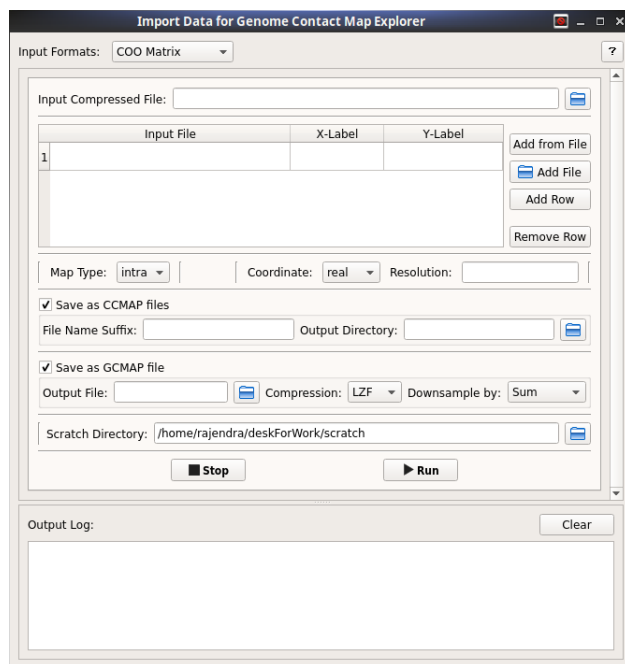 Import Data for Genome Contact Map Explorer
Input Formats: COO Matrix ?
Input Compressed File:
Input File X-Label Y-Label
Add from File
1
Add File
Add Row
Remove Row
Map Type: intra Coordinate: real Resolution:
Save as CCMAP files
File Name Suffix: Output Directory:
Save as GCMAP file
Output File: Compression: LZF Downsample by: Sum
Scratch Directory: /home/rajendra/deskForWork/scratch
Stop Run
Output Log: Clear